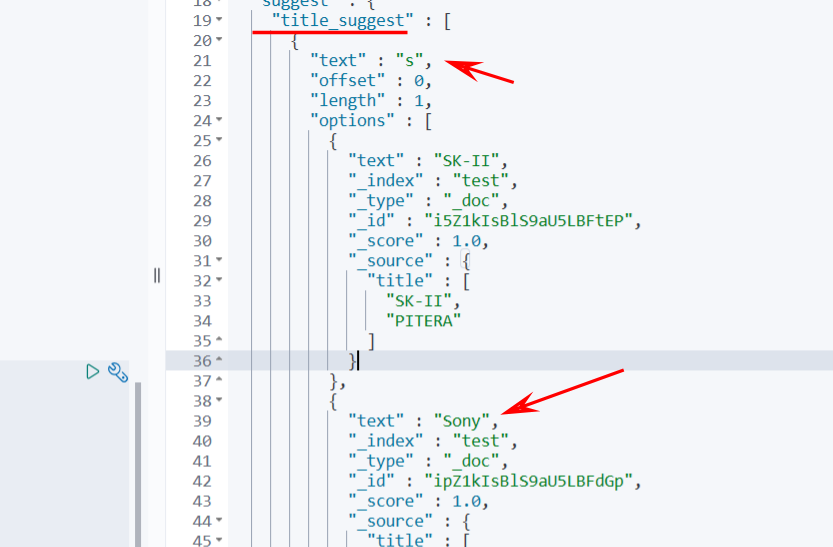 18 "suggest" : {
19 "title_suggest" : [
20 {
21 "text" : "s",
22 "offset" : 0,
23 "length" : 1,
24 "options" : [
25 {
26 "text" : "SK-II",
27 "_index" : "test",
28 "_type" : "_doc",
29 "_id" : "i5Z1kIsBlS9aU5LBFtEP",
30 "_score" : 1.0,
31 "_source" : {
32 "title" : [
33 "SK-II",
34 "PITERA"
35 ]
36 }
37 },
38 {
39 "text" : "Sony",
40 "_index" : "test",
41 "_type" : "_doc",
42 "_id" : "ipZ1kIsBlS9aU5LBFdGp",
43 "_score" : 1.0,
44 "_source" : {
45 "title" : [